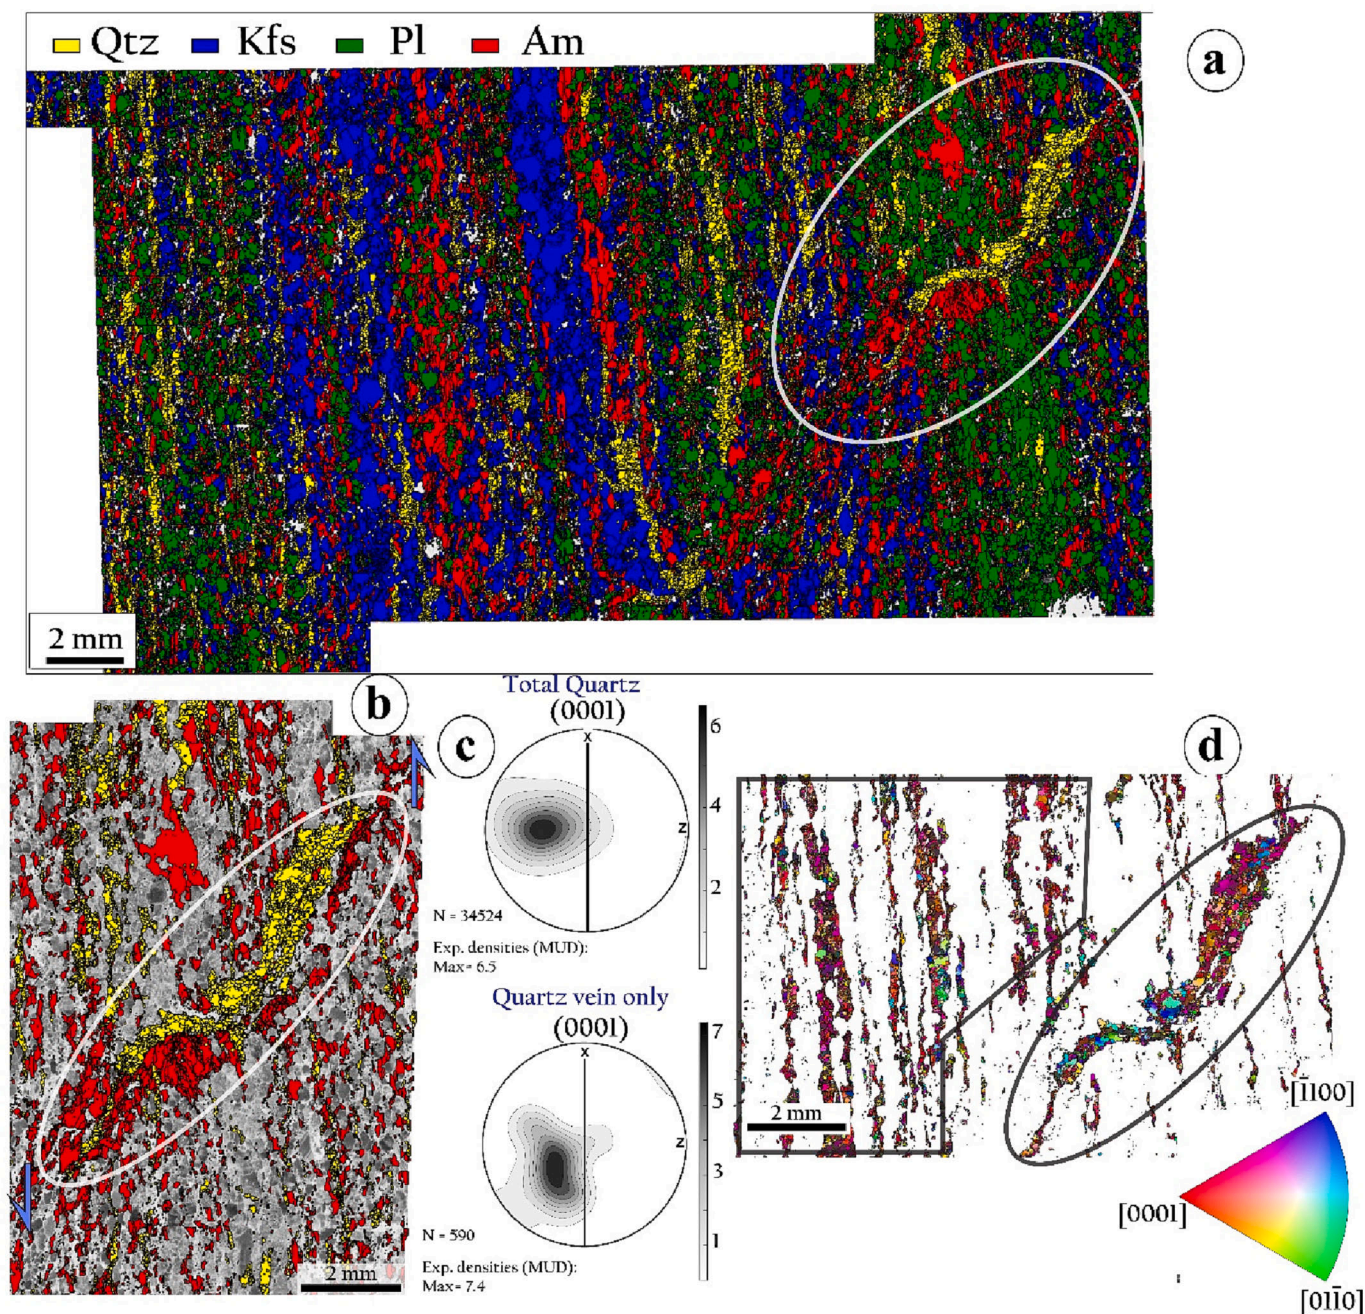 Qtz Kfs Pl Am
a
2 mm
b
2 mm
c
Total Quartz
(0001)
x
z
6
4
2
N = 34524
Exp. densities (MUD):
Max= 6.5
Quartz vein only
(0001)
x
z
7
5
3
1
N = 590
Exp. densities (MUD):
Max= 7.4
d
2 mm
[1̄100]
[0001]
[011̄0]